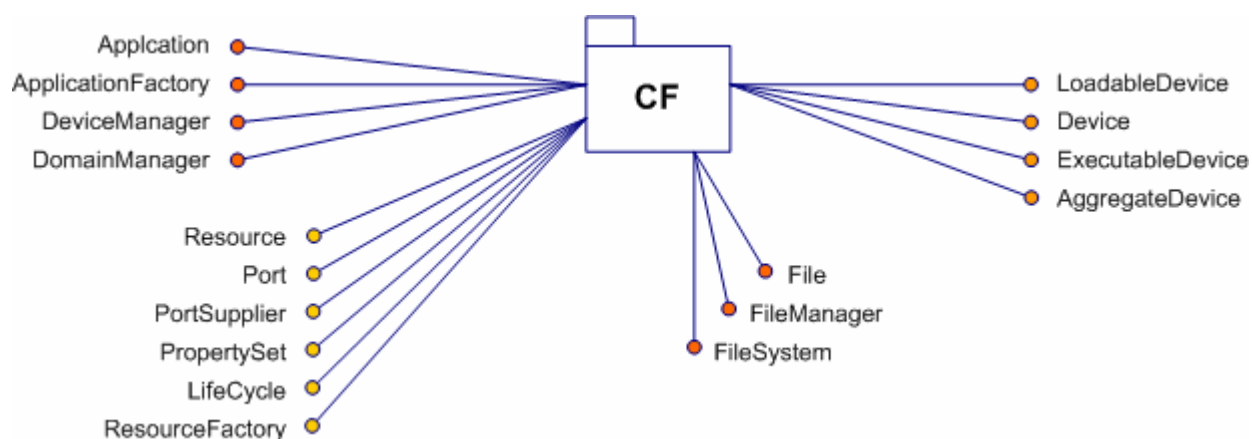 Applcation
ApplicationFactory
DeviceManager
DomainManager
CF
LoadableDevice
Device
ExecutableDevice
AggregateDevice
Resource
Port
PortSupplier
PropertySet
LifeCycle
ResourceFactory
File
FileManager
FileSystem